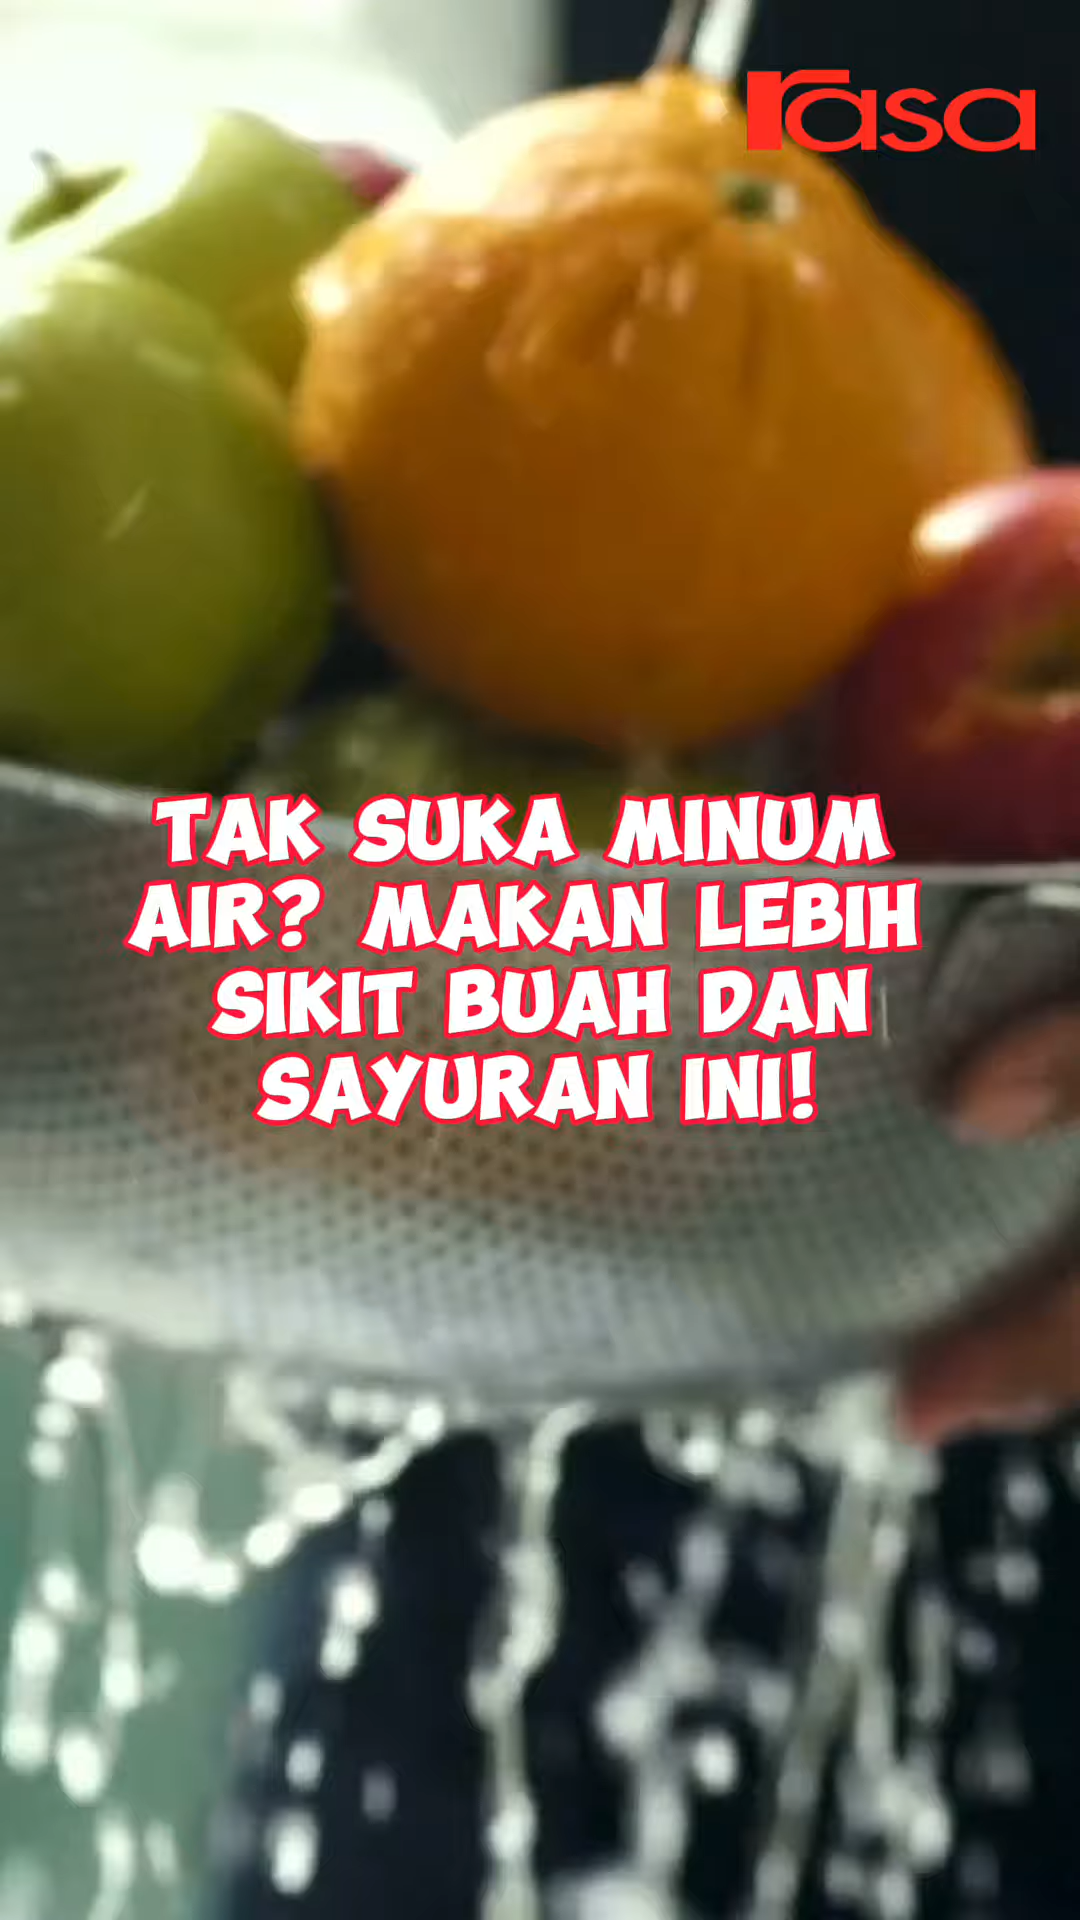 rasa
TAK SUKA MINUM
AIR? MAKAN LEBIH
SIKIT BUAH DAN
SAYURAN INI!